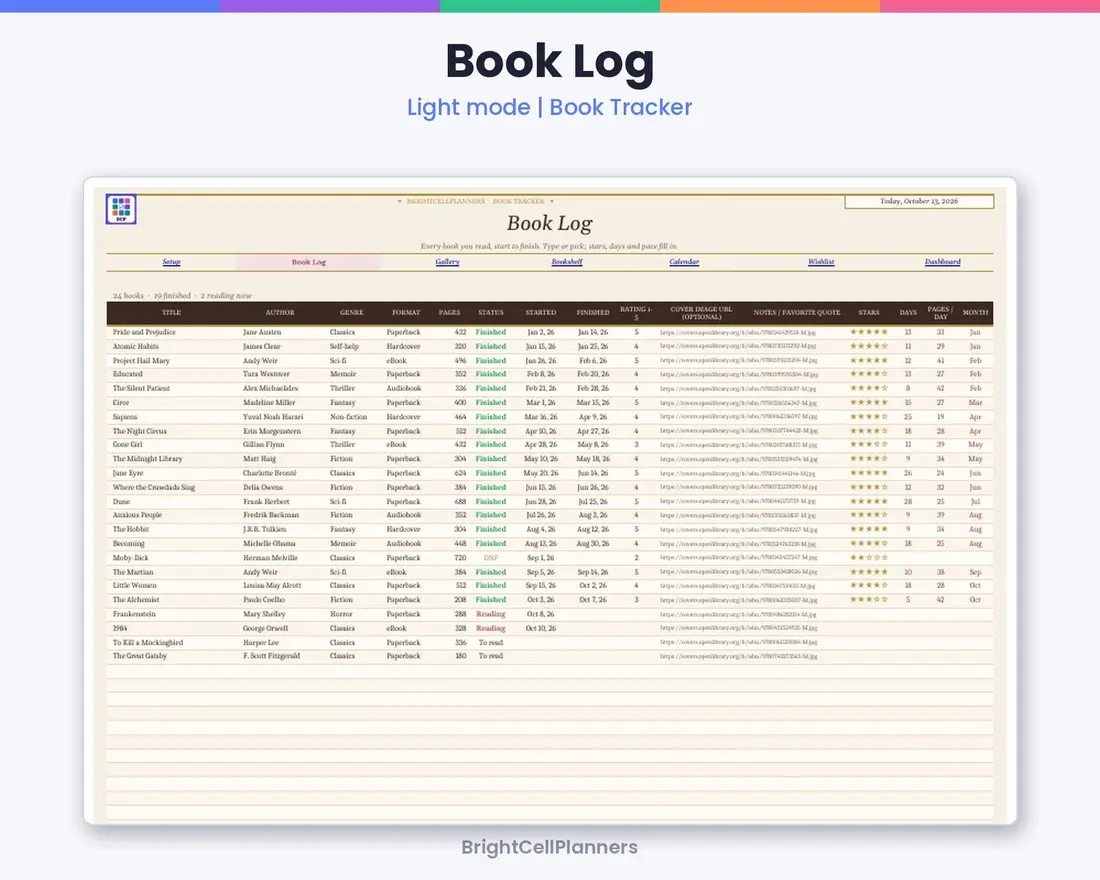 Book Log
Light mode | Book Tracker
BCP
BRIGHTCELLPLANNERS · BOOK TRACKER
Today, October 13, 2026
Book Log
Every book you read, start to finish. Type or pick; stars, days and pace fill in.
Setup Book Log Gallery Bookshelf Calendar Wishlist Dashboard
24 books · 19 finished · 2 reading now
TITLE AUTHOR GENRE FORMAT PAGES STATUS STARTED FINISHED RATING 1-5 COVER IMAGE URL (OPTIONAL) NOTES / FAVORITE QUOTE STARS DAYS PAGES / DAY MONTH
Pride and Prejudice Jane Austen Classics Paperback 432 Finished Jan 2, 26 Jan 14, 26 5 ★★★★★ 13 33 Jan
Atomic Habits James Clear Self-help Hardcover 320 Finished Jan 15, 26 Jan 25, 26 4 ★★★★☆ 11 29 Jan
Project Hail Mary Andy Weir Sci-fi eBook 496 Finished Jan 26, 26 Feb 6, 26 5 ★★★★★ 12 41 Feb
Educated Tara Westover Memoir Paperback 352 Finished Feb 8, 26 Feb 20, 26 4 ★★★★☆ 13 27 Feb
The Silent Patient Alex Michaelides Thriller Audiobook 336 Finished Feb 21, 26 Feb 28, 26 4 ★★★★☆ 8 42 Feb
Circe Madeline Miller Fantasy Paperback 400 Finished Mar 1, 26 Mar 15, 26 5 ★★★★★ 15 27 Mar
Sapiens Yuval Noah Harari Non-fiction Hardcover 464 Finished Mar 16, 26 Apr 9, 26 4 ★★★★☆ 25 19 Apr
The Night Circus Erin Morgenstern Fantasy Paperback 512 Finished Apr 10, 26 Apr 27, 26 4 ★★★★☆ 18 28 Apr
Gone Girl Gillian Flynn Thriller eBook 432 Finished Apr 28, 26 May 8, 26 3 ★★★☆☆ 11 39 May
The Midnight Library Matt Haig Fiction Paperback 304 Finished May 10, 26 May 18, 26 4 ★★★★☆ 9 34 May
Jane Eyre Charlotte Brontë Classics Paperback 624 Finished May 20, 26 Jun 14, 26 5 ★★★★★ 26 24 Jun
Where the Crawdads Sing Delia Owens Fiction Paperback 384 Finished Jun 15, 26 Jun 26, 26 4 ★★★★☆ 12 32 Jun
Dune Frank Herbert Sci-fi Paperback 688 Finished Jun 28, 26 Jul 25, 26 5 ★★★★★ 28 25 Jul
Anxious People Fredrik Backman Fiction Audiobook 352 Finished Jul 26, 26 Aug 3, 26 4 ★★★★☆ 9 39 Aug
The Hobbit J.R.R. Tolkien Fantasy Hardcover 304 Finished Aug 4, 26 Aug 12, 26 5 ★★★★★ 9 34 Aug
Becoming Michelle Obama Memoir Audiobook 448 Finished Aug 13, 26 Aug 30, 26 4 ★★★★☆ 18 25 Aug
Moby-Dick Herman Melville Classics Paperback 720 DNF Sep 1, 26 2 ★★☆☆☆
The Martian Andy Weir Sci-fi eBook 384 Finished Sep 5, 26 Sep 14, 26 5 ★★★★★ 10 38 Sep
Little Women Louisa May Alcott Classics Paperback 512 Finished Sep 15, 26 Oct 2, 26 4 ★★★★☆ 18 28 Oct
The Alchemist Paulo Coelho Fiction Paperback 208 Finished Oct 3, 26 Oct 7, 26 3 ★★★☆☆ 5 42 Oct
Frankenstein Mary Shelley Horror Paperback 288 Reading Oct 8, 26
1984 George Orwell Classics eBook 328 Reading Oct 10, 26
To Kill a Mockingbird Harper Lee Classics Paperback 336 To read
The Great Gatsby F. Scott Fitzgerald Classics Paperback 180 To read
BrightCellPlanners